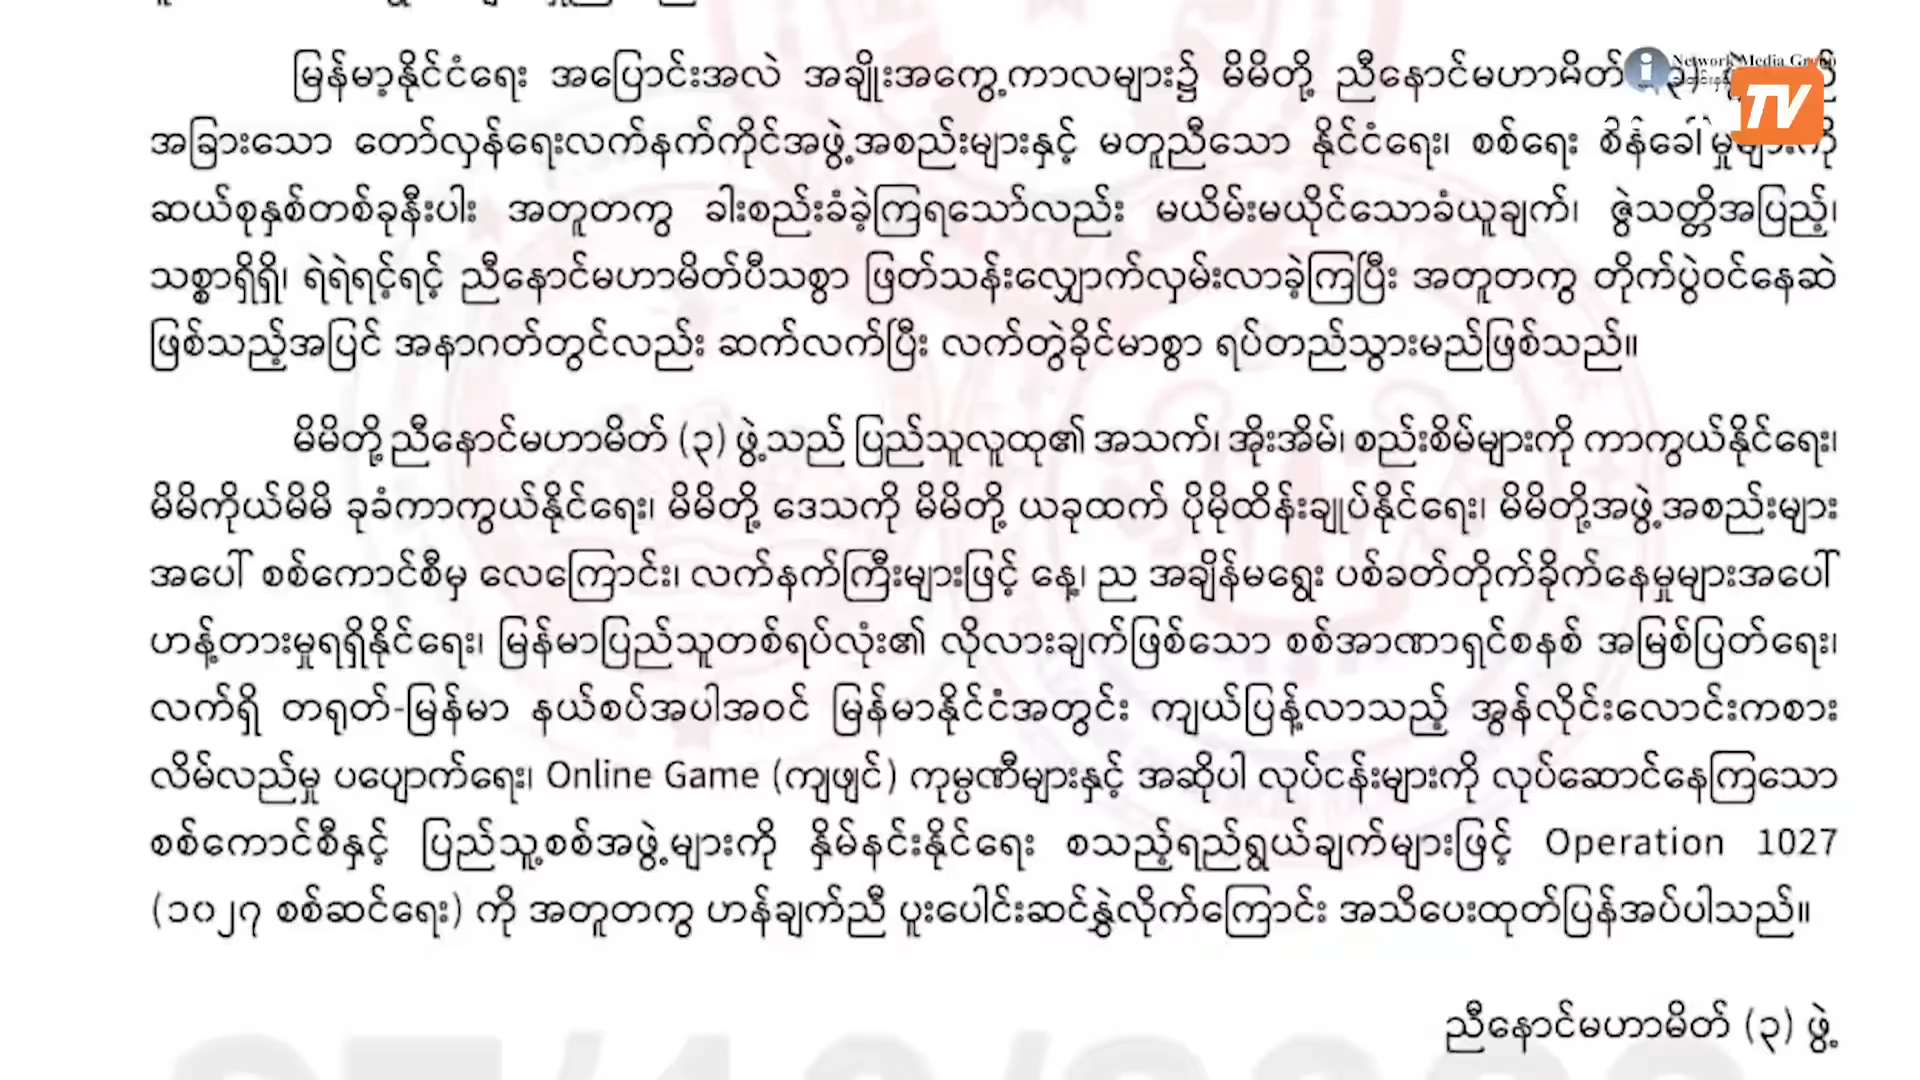 Network Media Group
TV
မြန်မာ့နိုင်ငံရေး အပြောင်းအလဲ အချိုးအကွေ့ကာလများ၌ မိမိတို့ ညီနောင်မဟာမိတ်
အခြားသော တော်လှန်ရေးလက်နက်ကိုင်အဖွဲ့အစည်းများနှင့် မတူညီသော နိုင်ငံရေး၊ စစ်ရေး စိန်ခေါ်မှုများကို
ဆယ်စုနှစ်တစ်ခုနီးပါး အတူတကွ ခါးစည်းခံခဲ့ကြရသော်လည်း မယိမ်းမယိုင်သောခံယူချက်၊ ဇွဲသတ္တိအပြည့်၊
သစ္စာရှိရှိ၊ ရဲရဲရင့်ရင့် ညီနောင်မဟာမိတ်ပီသစွာ ဖြတ်သန်းလျှောက်လှမ်းလာခဲ့ကြပြီး အတူတကွ တိုက်ပွဲဝင်နေဆဲ
ဖြစ်သည့်အပြင် အနာဂတ်တွင်လည်း ဆက်လက်ပြီး လက်တွဲခိုင်မာစွာ ရပ်တည်သွားမည်ဖြစ်သည်။
မိမိတို့ညီနောင်မဟာမိတ် (၃) ဖွဲ့သည် ပြည်သူလူထု၏ အသက်၊ အိုးအိမ်၊ စည်းစိမ်များကို ကာကွယ်နိုင်ရေး၊
မိမိကိုယ်မိမိ ခုခံကာကွယ်နိုင်ရေး၊ မိမိတို့ ဒေသကို မိမိတို့ ယခုထက် ပိုမိုထိန်းချုပ်နိုင်ရေး၊ မိမိတို့အဖွဲ့အစည်းများ
အပေါ် စစ်ကောင်စီမှ လေကြောင်း၊ လက်နက်ကြီးများဖြင့် နေ့၊ ည အချိန်မရွေး ပစ်ခတ်တိုက်ခိုက်နေမှုများအပေါ်
ဟန့်တားမှုရရှိနိုင်ရေး၊ မြန်မာပြည်သူတစ်ရပ်လုံး၏ လိုလားချက်ဖြစ်သော စစ်အာဏာရှင်စနစ် အမြစ်ပြတ်ရေး၊
လက်ရှိ တရုတ်-မြန်မာ နယ်စပ်အပါအဝင် မြန်မာနိုင်ငံအတွင်း ကျယ်ပြန့်လာသည့် အွန်လိုင်းလောင်းကစား
လိမ်လည်မှု ပပျောက်ရေး၊ Online Game (ကျဖျင်) ကုမ္ပဏီများနှင့် အဆိုပါ လုပ်ငန်းများကို လုပ်ဆောင်နေကြသော
စစ်ကောင်စီနှင့် ပြည်သူ့စစ်အဖွဲ့များကို နှိမ်နင်းနိုင်ရေး စသည့်ရည်ရွယ်ချက်များဖြင့် Operation 1027
(၁၀၂၇ စစ်ဆင်ရေး) ကို အတူတကွ ဟန်ချက်ညီ ပူးပေါင်းဆင်နွှဲလိုက်ကြောင်း အသိပေးထုတ်ပြန်အပ်ပါသည်။
ညီနောင်မဟာမိတ် (၃) ဖွဲ့